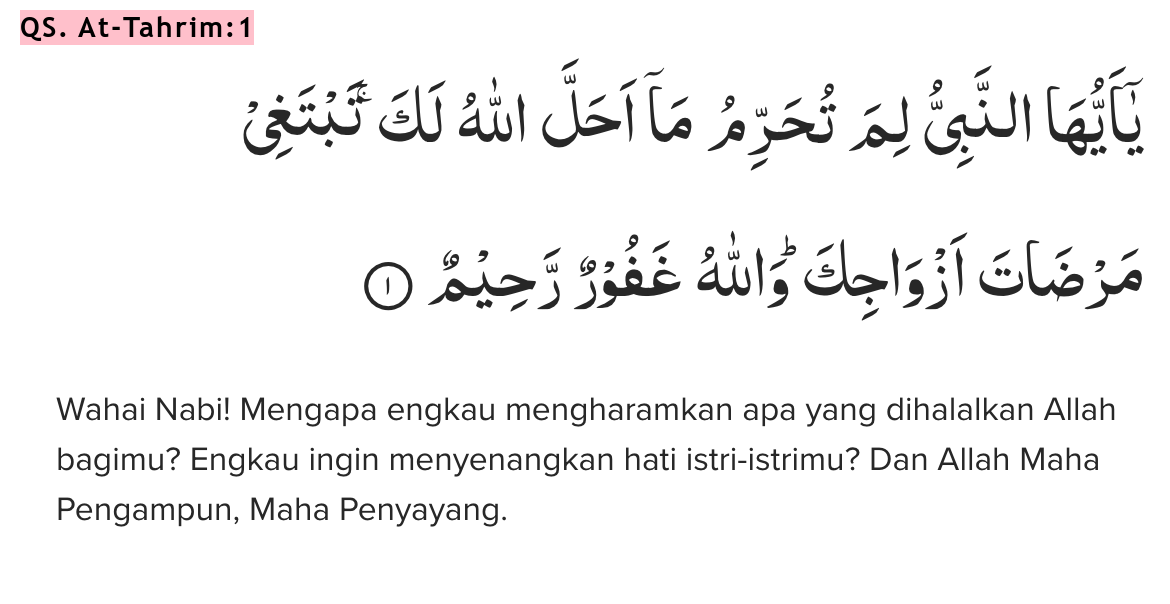 QS. At-Tahrim:1
يٰٓاَيُّهَا النَّبِيُّ لِمَ تُحَرِّمُ مَآ اَحَلَّ اللّٰهُ لَكَۚ تَبْتَغِيْ
مَرْضَاتَ اَزْوَاجِكَۗ وَاللّٰهُ غَفُوْرٌ رَّحِيْمٌ ١
Wahai Nabi! Mengapa engkau mengharamkan apa yang dihalalkan Allah
bagimu? Engkau ingin menyenangkan hati istri-istrimu? Dan Allah Maha
Pengampun, Maha Penyayang.